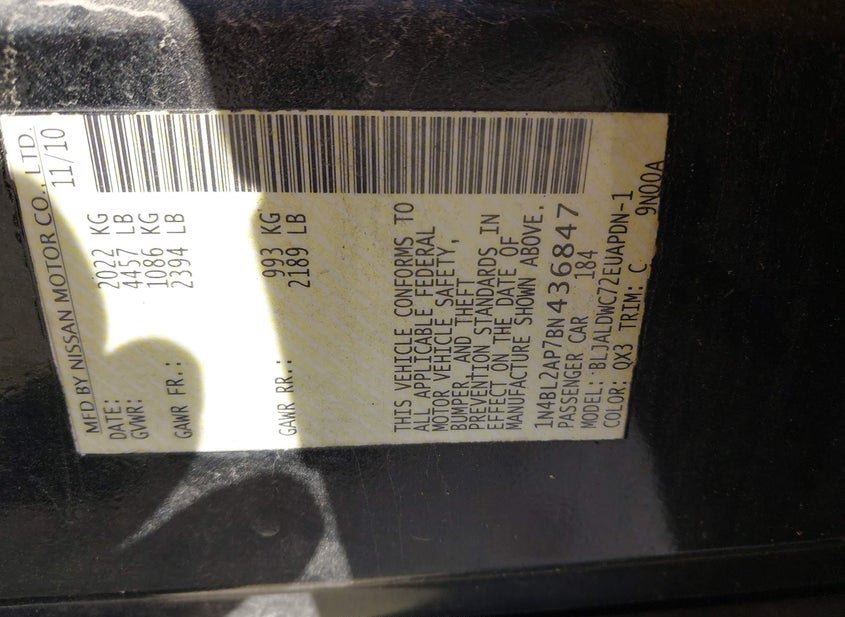 MFD BY NISSAN MOTOR CO., LTD.
DATE: 11/10
GVWR: 2022 KG
4457 LB
GAWR FR.: 1086 KG
2394 LB
GAWR RR.: 993 KG
2189 LB
THIS VEHICLE CONFORMS TO
ALL APPLICABLE FEDERAL
MOTOR VEHICLE SAFETY,
BUMPER, AND THEFT
PREVENTION STANDARDS IN
EFFECT ON THE DATE OF
MANUFACTURE SHOWN ABOVE.
1N4BL2AP7BN436847
PASSENGER CAR 184
MODEL: BLJALDWC72EUAPDN-1
COLOR: QX3 TRIM: C 9N00A